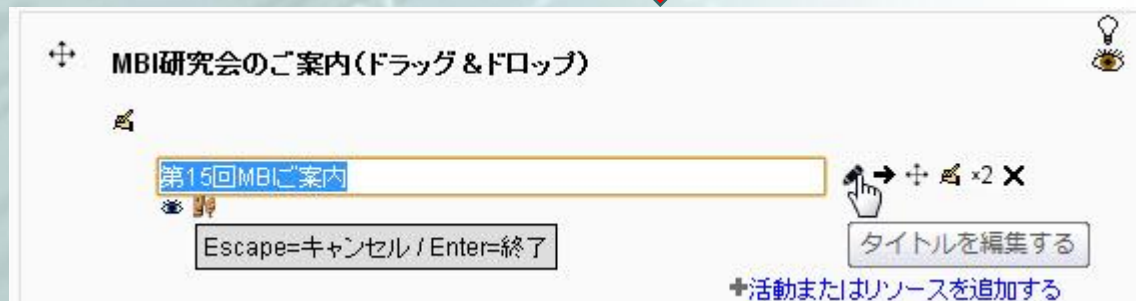 MBI研究会のご案内(ドラッグ&ドロップ)
第15回MBIご案内
×2
Escape=キャンセル / Enter=終了
タイトルを編集する
+活動またはリソースを追加する